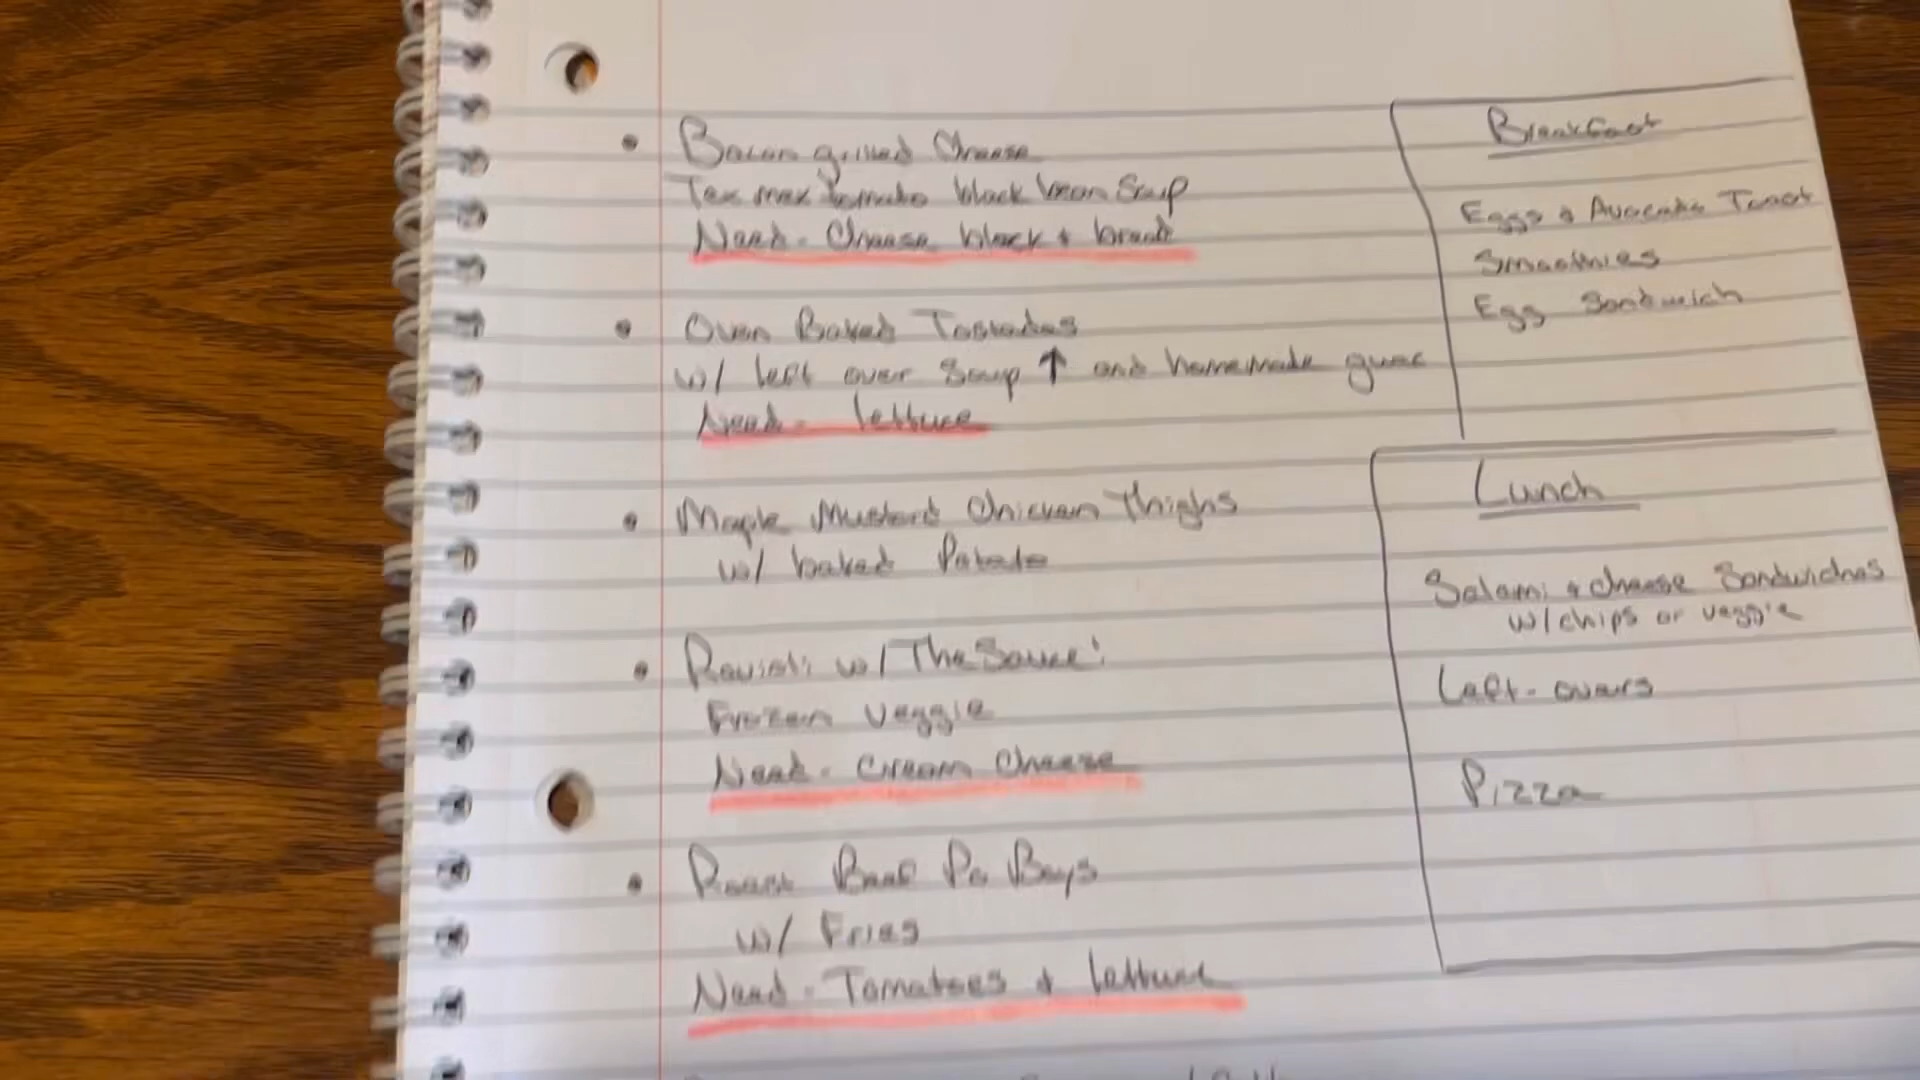 Bacon grilled Cheese
Tex mex tomato black bean Soup
Need - Cheese block + bread
Oven Baked Tostadas
w/ left over Soup ↑ and homemade guac
Need - lettuce
Maple Mustard Chicken Thighs
w/ baked Potato
Ravioli w/ "The Sauce"
Frozen veggie
Need - Cream Cheese
Roast Beef Po Boys
w/ Fries
Need - Tomatoes + lettuce
Breakfast
Eggs + Avocado Toast
Smoothies
Egg Sandwich
Lunch
Salami + cheese Sandwiches
w/ chips or veggie
Left-overs
Pizza